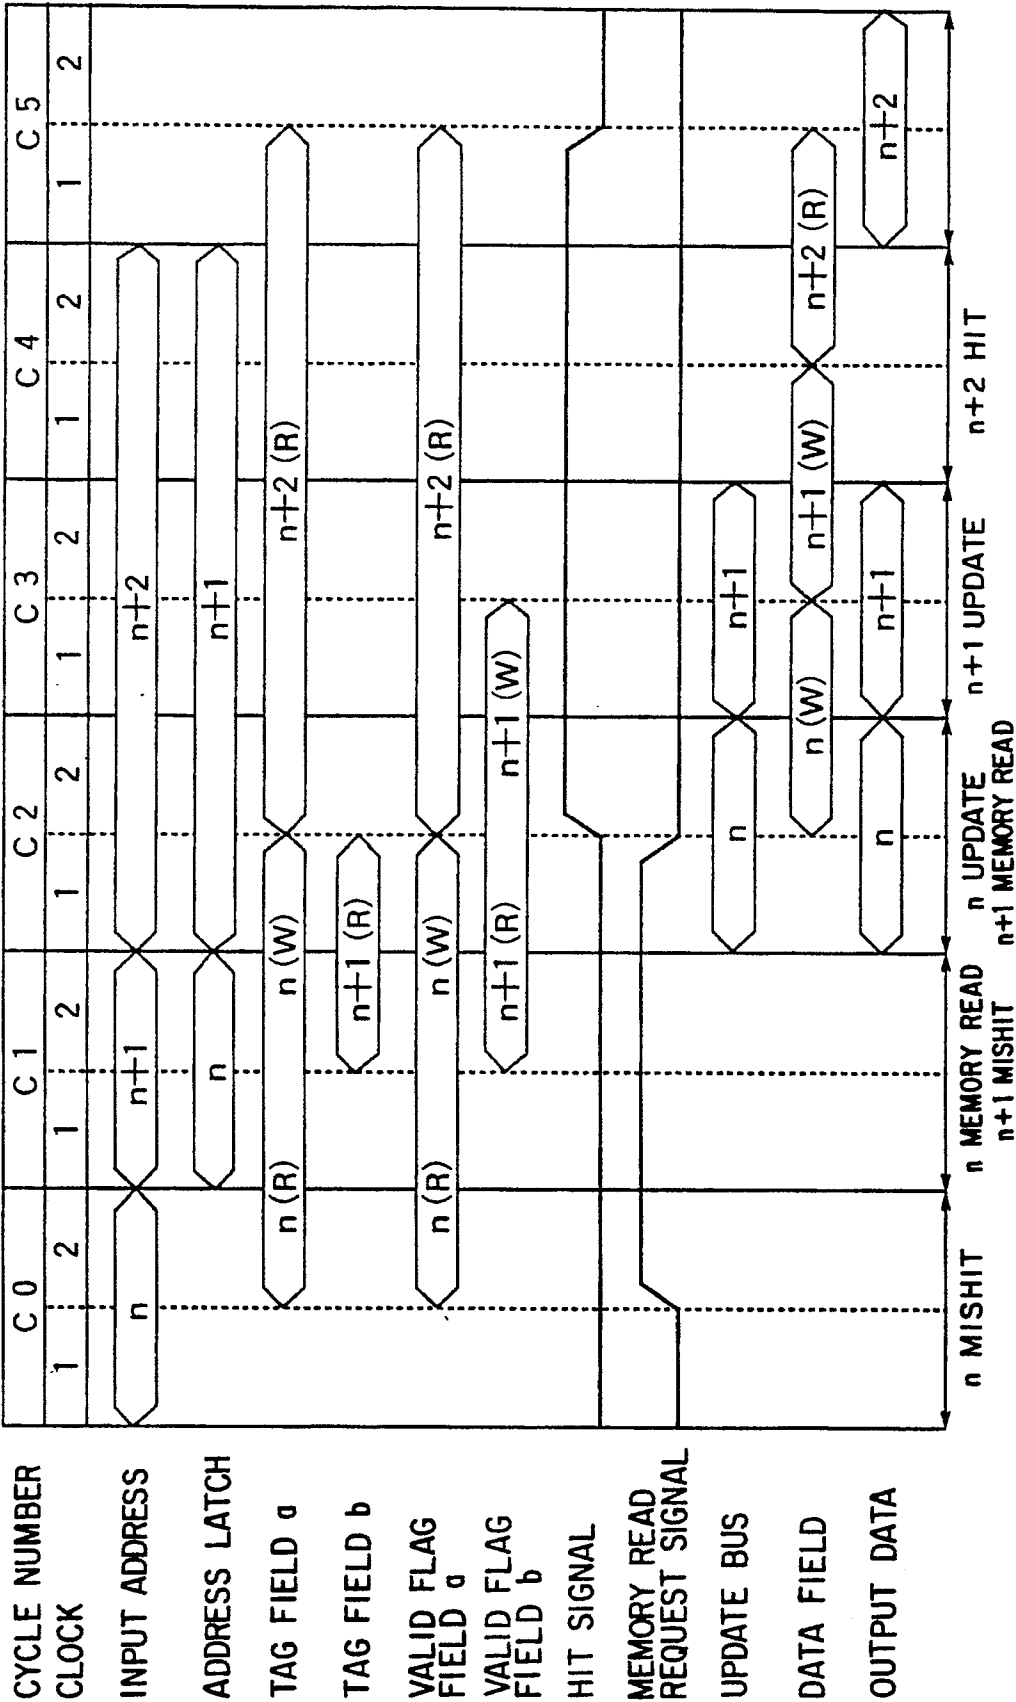 CYCLE NUMBER C 0 C 1 C 2 C 3 C 4 C 5
CLOCK 1 2 1 2 1 2 1 2 1 2 1 2
INPUT ADDRESS n n+1 n+2
ADDRESS LATCH n n+1
TAG FIELD a n (R) n (W) n+2 (R)
TAG FIELD b n+1 (R)
VALID FLAG
FIELD a n (R) n (W) n+2 (R)
VALID FLAG
FIELD b n+1 (R) n+1 (W)
HIT SIGNAL
MEMORY READ
REQUEST SIGNAL
UPDATE BUS n n+1
DATA FIELD n (W) n+1 (W) n+2 (R)
OUTPUT DATA n n+1 n+2
n MISHIT n MEMORY READ n UPDATE n+1 UPDATE n+2 HIT
n+1 MISHIT n+1 MEMORY READ